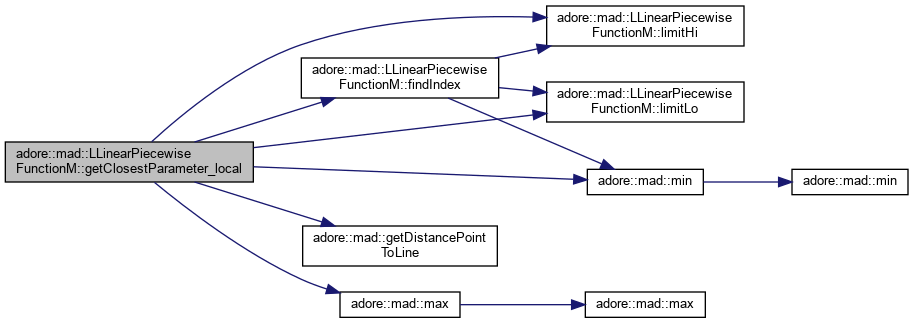 adore::mad::LLinearPiecewise
FunctionM::getClosestParameter_local
adore::mad::LLinearPiecewise
FunctionM::findIndex
adore::mad::LLinearPiecewise
FunctionM::limitHi
adore::mad::LLinearPiecewise
FunctionM::limitLo
adore::mad::min
adore::mad::min
adore::mad::getDistancePoint
ToLine
adore::mad::max
adore::mad::max